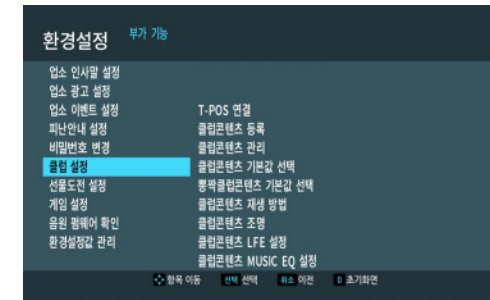 환경설정 부가 기능
업소 인사말 설정
업소 광고 설정
업소 이벤트 설정
피난안내 설정
비밀번호 변경
클럽 설정
선물도전 설정
게임 설정
음원 펌웨어 확인
환경설정값 관리
T-POS 연결
클럽콘텐츠 등록
클럽콘텐츠 관리
클럽콘텐츠 기본값 선택
뽕짝클럽콘텐츠 기본값 선택
클럽콘텐츠 재생 방법
클럽콘텐츠 조명
클럽콘텐츠 LFE 설정
클럽콘텐츠 MUSIC EQ 설정
항목 이동 선택 선택 취소 이전 0 초기화면